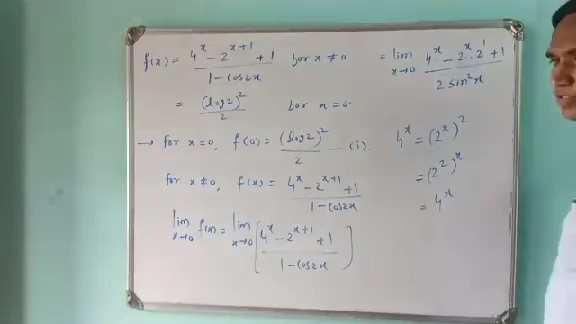 f(x) = (4^x - 2^(x+1) + 1) / (1 - cos2x) for x ≠ 0
= (log2)^2 / 2 for x = 0.
→ for x=0, f(0) = (log2)^2 / 2 ... (i)
for x≠0, f(x) = (4^x - 2^(x+1) + 1) / (1 - cos2x)
lim x→0 f(x) = lim x→0 [(4^x - 2^(x+1) + 1) / (1 - cos2x)]
= lim x→0 (4^x - 2^x · 2^1 + 1) / (2 sin^2 x)
4^x = (2^x)^2
= (2^2)^x
= 4^x